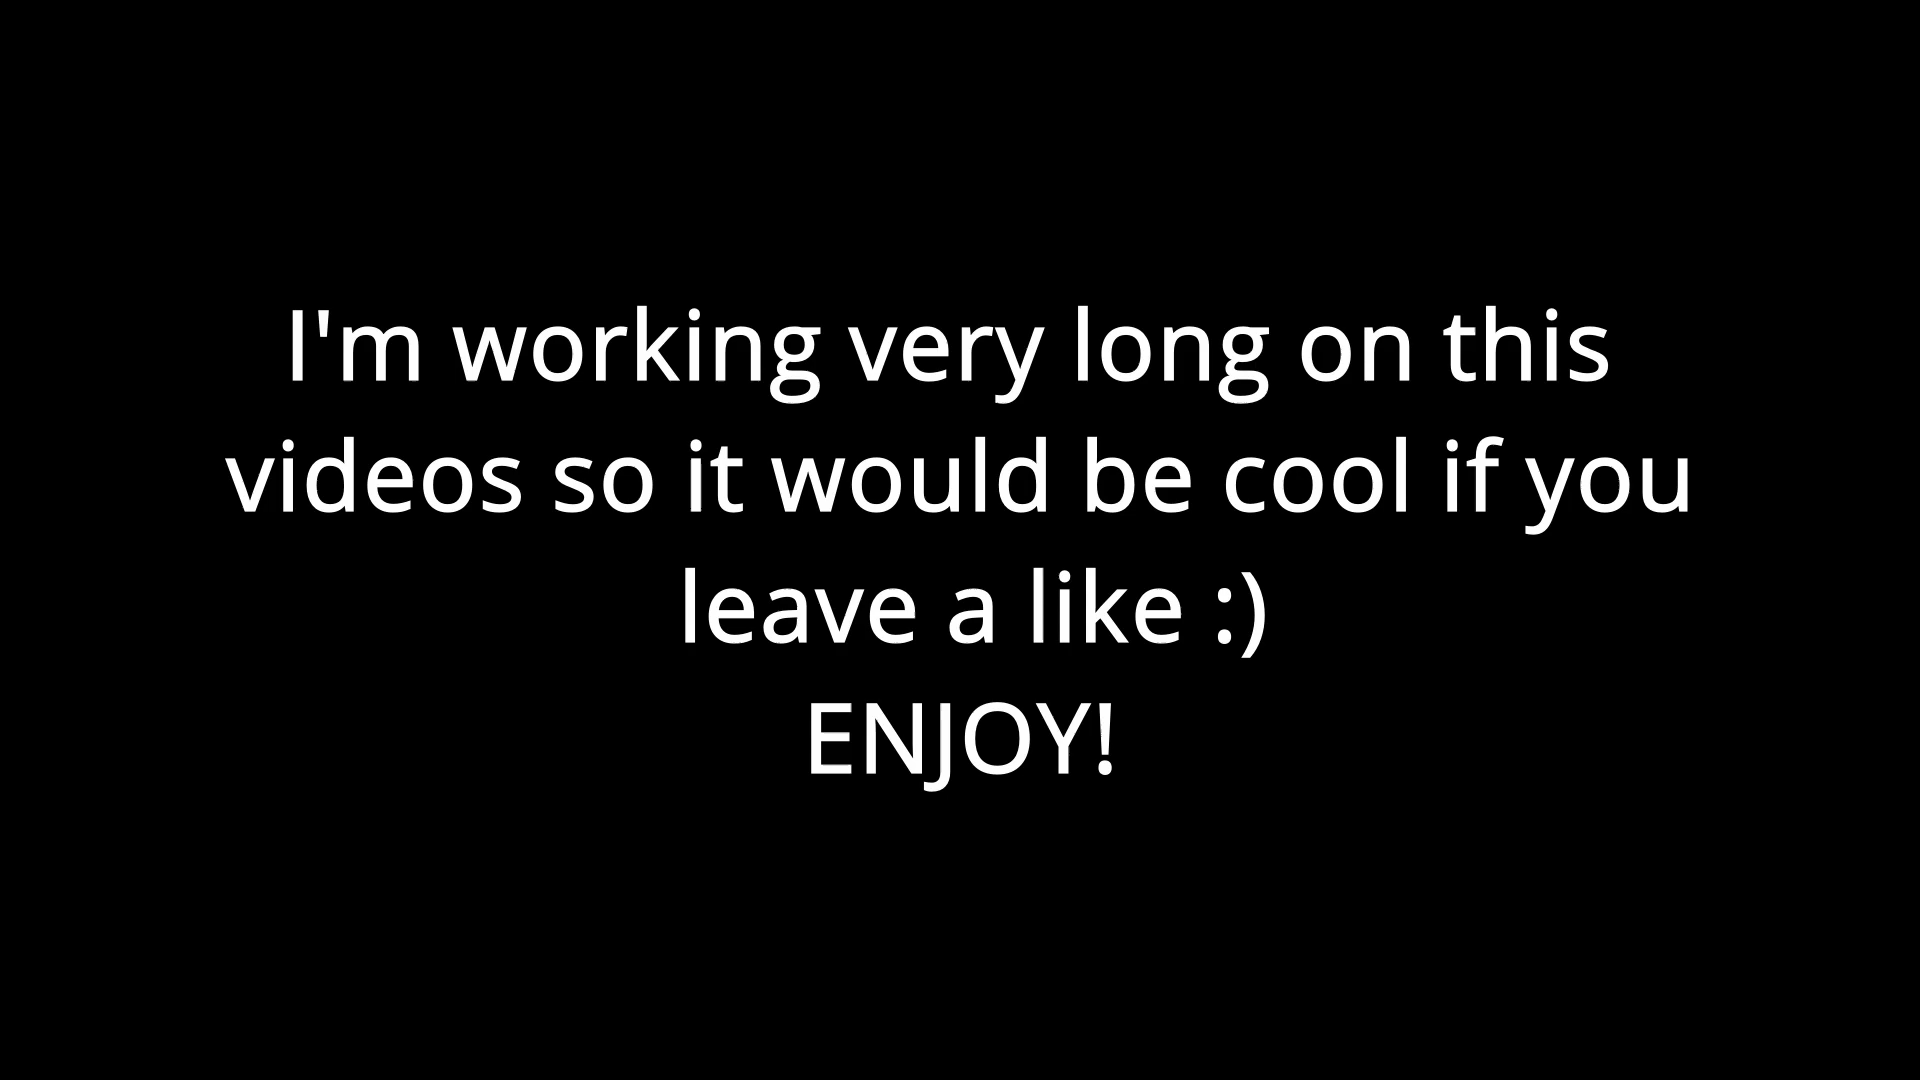 I'm working very long on this
videos so it would be cool if you
leave a like :)
ENJOY!